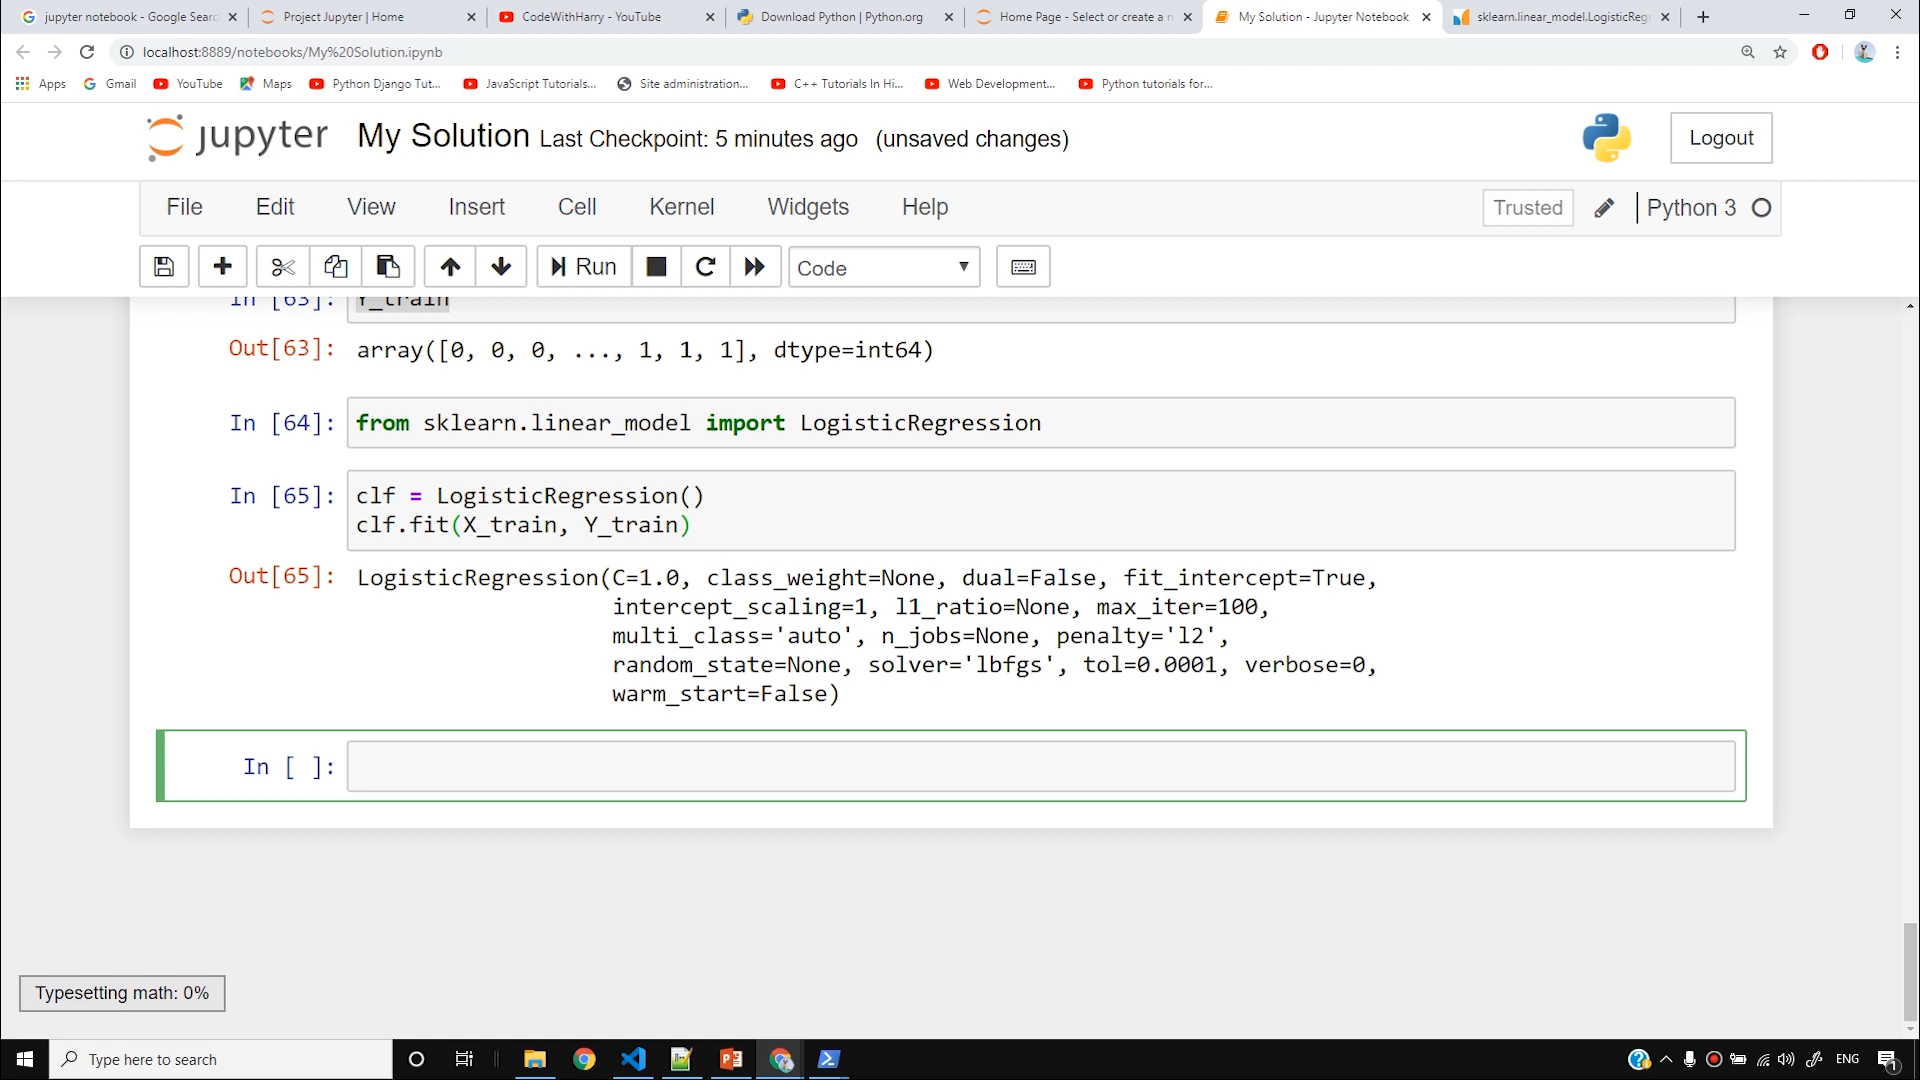 jupyter notebook - Google Searc
Project Jupyter | Home
CodeWithHarry - YouTube
Download Python | Python.org
Home Page - Select or create a n
My Solution - Jupyter Notebook
sklearn.linear_model.LogisticReg
localhost:8889/notebooks/My%20Solution.ipynb
Apps
Gmail
YouTube
Maps
Python Django Tut...
JavaScript Tutorials...
Site administration...
C++ Tutorials In Hi...
Web Development...
Python tutorials for...
jupyter My Solution Last Checkpoint: 5 minutes ago (unsaved changes)
Logout
File Edit View Insert Cell Kernel Widgets Help
Trusted
Python 3
Run
Code
In [63]: Y_train
Out[63]: array([0, 0, 0, ..., 1, 1, 1], dtype=int64)
In [64]: from sklearn.linear_model import LogisticRegression
In [65]: clf = LogisticRegression()
clf.fit(X_train, Y_train)
Out[65]: LogisticRegression(C=1.0, class_weight=None, dual=False, fit_intercept=True,
intercept_scaling=1, l1_ratio=None, max_iter=100,
multi_class='auto', n_jobs=None, penalty='l2',
random_state=None, solver='lbfgs', tol=0.0001, verbose=0,
warm_start=False)
In [ ]:
Typesetting math: 0%
Type here to search
ENG
1